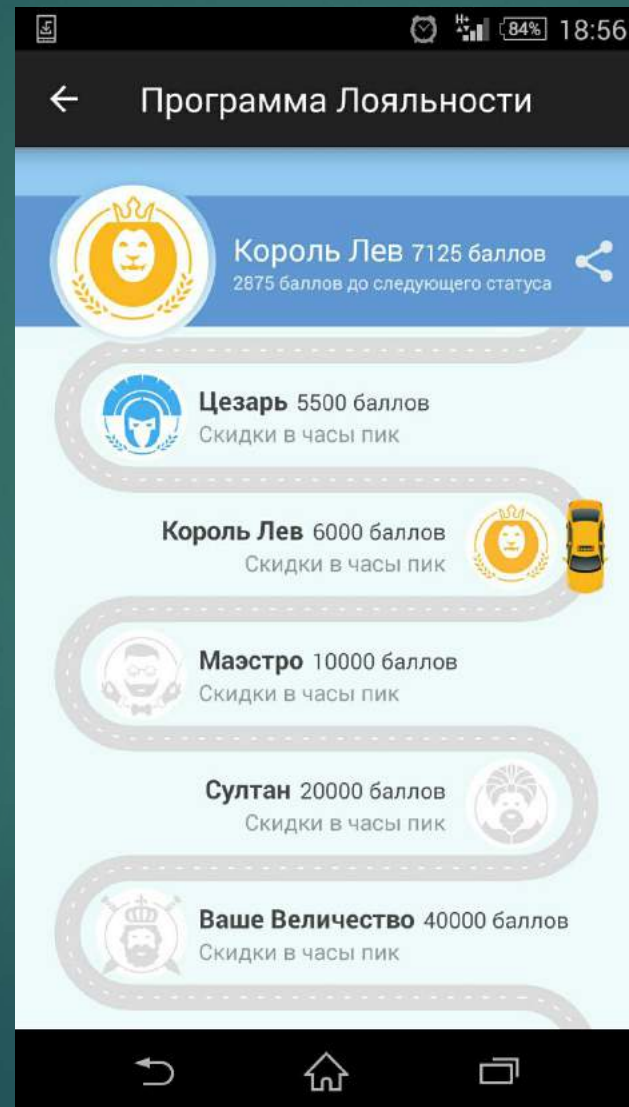 84% 18:56
Программа Лояльности
Король Лев 7125 баллов
2875 баллов до следующего статуса
Цезарь 5500 баллов
Скидки в часы пик
Король Лев 6000 баллов
Скидки в часы пик
Маэстро 10000 баллов
Скидки в часы пик
Султан 20000 баллов
Скидки в часы пик
Ваше Величество 40000 баллов
Скидки в часы пик